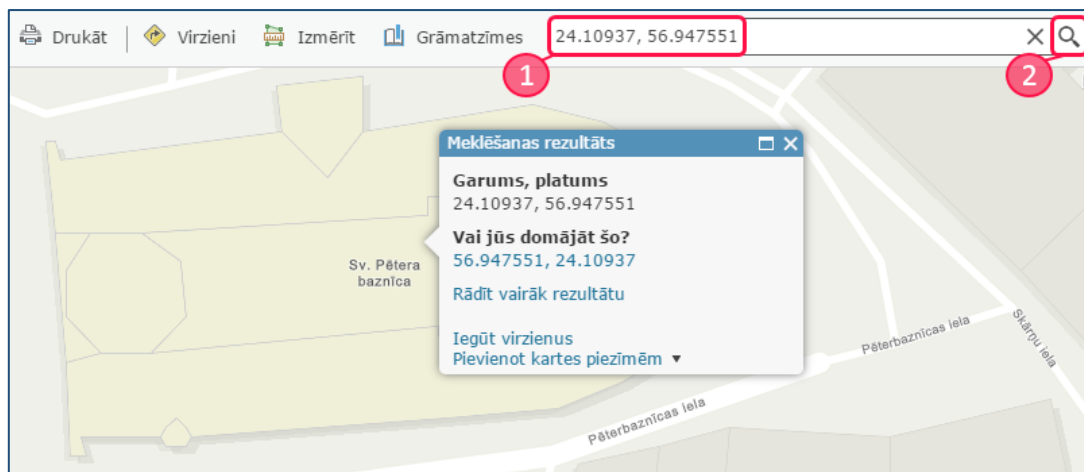 Drukāt
Virzieni
Izmērīt
Grāmatzīmes
24.10937, 56.947551
1
2
Meklēšanas rezultāts
Garums, platums
24.10937, 56.947551
Vai jūs domājāt šo?
56.947551, 24.10937
Rādīt vairāk rezultātu
Iegūt virzienus
Pievienot kartes piezīmēm
Sv. Pētera
baznīca
Pēterbaznīcas iela
Skārņu iela
Pēterbaznīcas iela